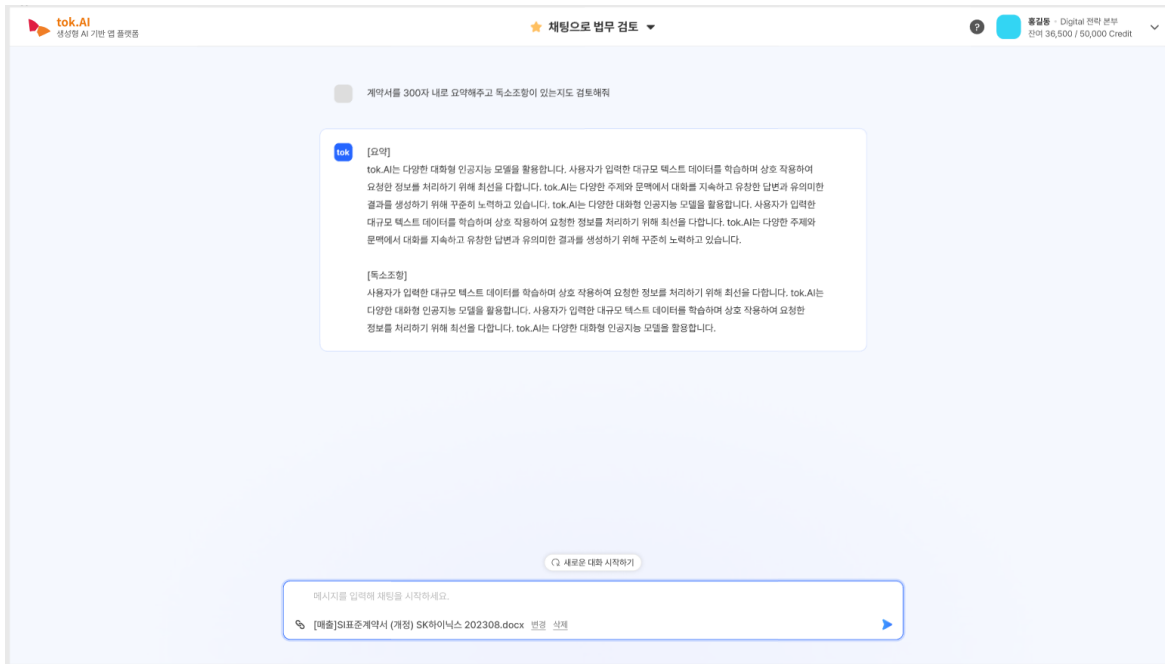 tok.AI
생성형 AI 기반 앱 플랫폼
채팅으로 법무 검토
?
홍길동 · Digital 전략 본부
잔여 36,500 / 50,000 Credit
계약서를 300자 내로 요약해주고 독소조항이 있는지도 검토해줘
tok
[요약]
tok.AI는 다양한 대화형 인공지능 모델을 활용합니다. 사용자가 입력한 대규모 텍스트 데이터를 학습하며 상호 작용하여
요청한 정보를 처리하기 위해 최선을 다합니다. tok.AI는 다양한 주제와 문맥에서 대화를 지속하고 유창한 답변과 유의미한
결과를 생성하기 위해 꾸준히 노력하고 있습니다. tok.AI는 다양한 대화형 인공지능 모델을 활용합니다. 사용자가 입력한
대규모 텍스트 데이터를 학습하며 상호 작용하여 요청한 정보를 처리하기 위해 최선을 다합니다. tok.AI는 다양한 주제와
문맥에서 대화를 지속하고 유창한 답변과 유의미한 결과를 생성하기 위해 꾸준히 노력하고 있습니다.
[독소조항]
사용자가 입력한 대규모 텍스트 데이터를 학습하며 상호 작용하여 요청한 정보를 처리하기 위해 최선을 다합니다. tok.AI는
다양한 대화형 인공지능 모델을 활용합니다. 사용자가 입력한 대규모 텍스트 데이터를 학습하며 상호 작용하여 요청한
정보를 처리하기 위해 최선을 다합니다. tok.AI는 다양한 대화형 인공지능 모델을 활용합니다.
새로운 대화 시작하기
메시지를 입력해 채팅을 시작하세요.
[매출]SI표준계약서 (개정) SK하이닉스 202308.docx 변경 삭제